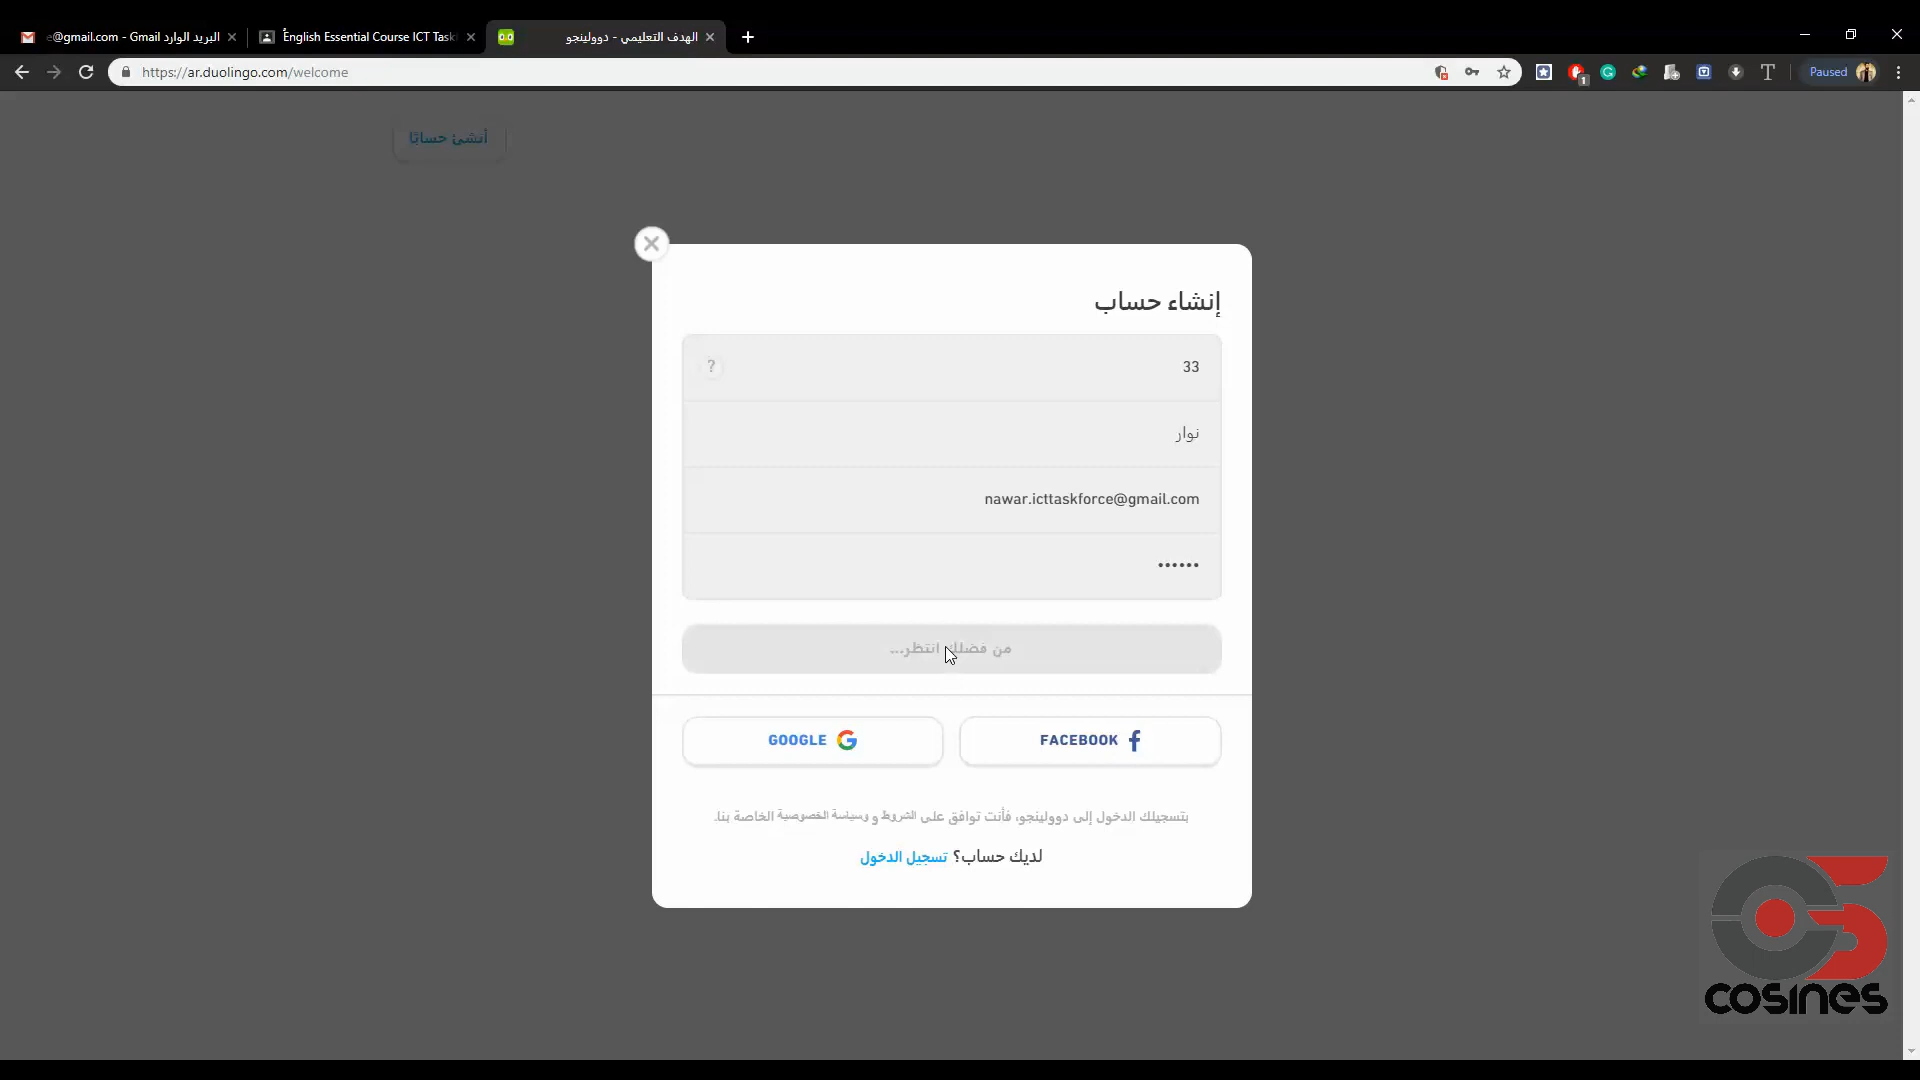 البريد الوارد e@gmail.com - Gmail
English Essential Course ICT Task
الهدف التعليمي - دوولينجو
https://ar.duolingo.com/welcome
1
Paused
أنشئ حسابًا
إنشاء حساب
33
?
نوار
nawar.icttaskforce@gmail.com
••••••
من فضلك انتظر...
GOOGLE
FACEBOOK
بتسجيلك الدخول إلى دوولينجو، فأنت توافق على الشروط و وسياسة الخصوصية الخاصة بنا.
لديك حساب؟ تسجيل الدخول
cosines